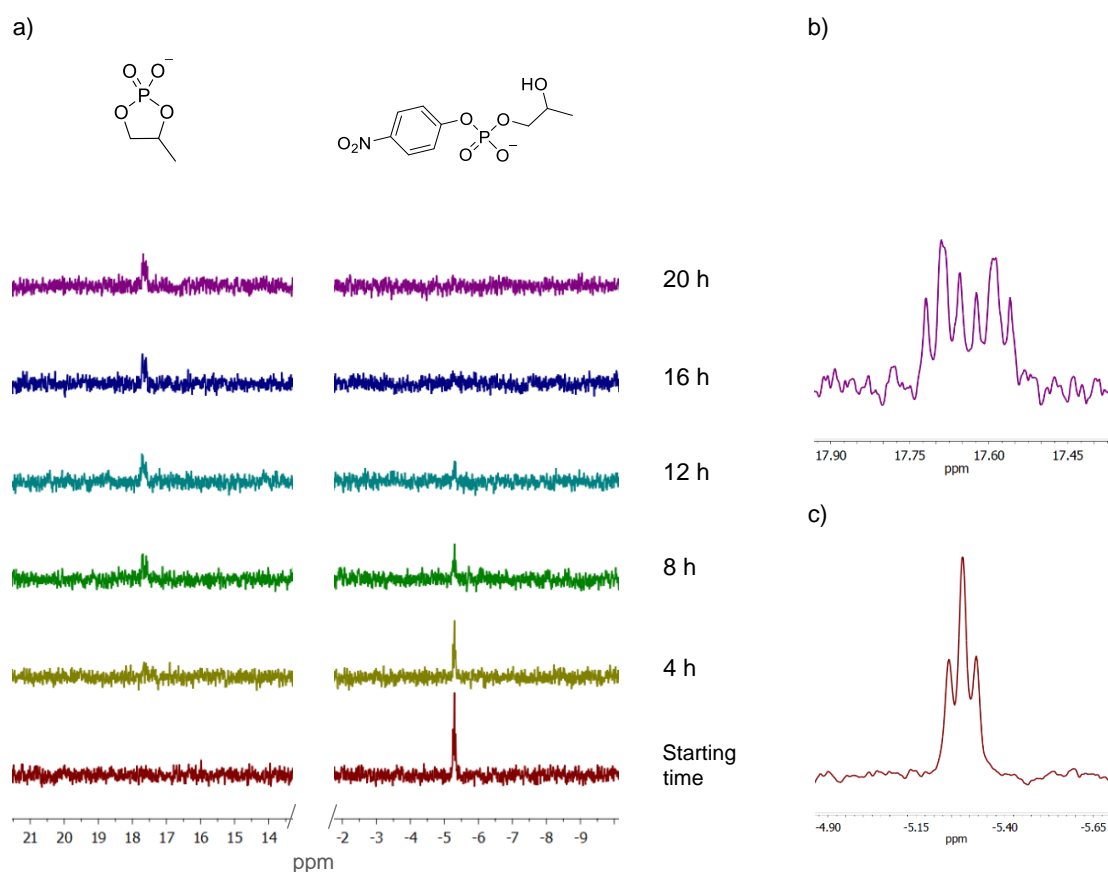 a)
O O−
P
O O
HO
O O
P
O2N O O−
20 h
16 h
12 h
8 h
4 h
Starting
time
21 20 19 18 17 16 15 14 -2 -3 -4 -5 -6 -7 -8 -9
ppm
b)
17.90 17.75 17.60 17.45
ppm
c)
-4.90 -5.15 -5.40 -5.65
ppm